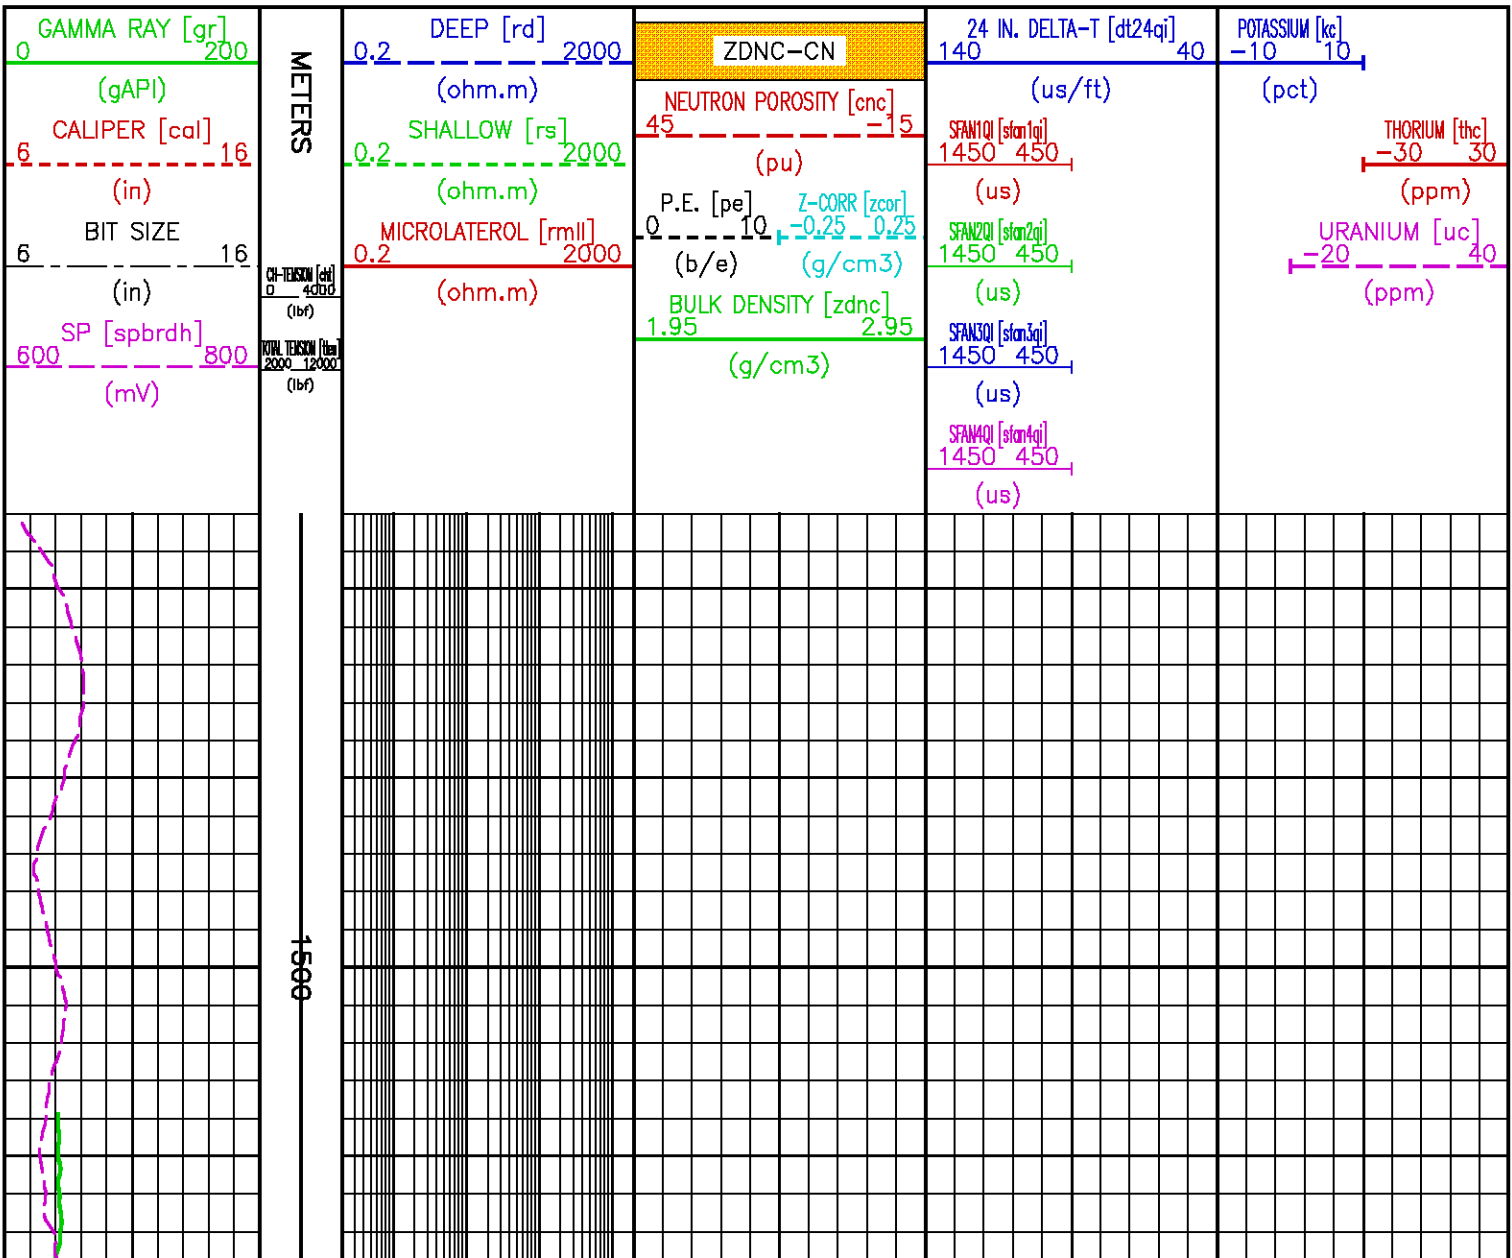 GAMMA RAY [gr]
0 200
(gAPI)
CALIPER [cal]
6 16
(in)
BIT SIZE
6 16
(in)
SP [spbrdh]
600 800
(mV)
METERS
CH-TENSION [cht]
0 4000
(lbf)
TOTAL TENSION [tten]
2000 12000
(lbf)
DEEP [rd]
0.2 2000
(ohm.m)
SHALLOW [rs]
0.2 2000
(ohm.m)
MICROLATEROL [rmll]
0.2 2000
(ohm.m)
ZDNC-CN
NEUTRON POROSITY [cnc]
45 -15
(pu)
P.E. [pe]
0 10
(b/e)
Z-CORR [zcor]
-0.25 0.25
(g/cm3)
BULK DENSITY [zdnc]
1.95 2.95
(g/cm3)
24 IN. DELTA-T [dt24qi]
140 40
(us/ft)
SFAN1QI [sfan1qi]
1450 450
(us)
SFAN2QI [sfan2qi]
1450 450
(us)
SFAN3QI [sfan3qi]
1450 450
(us)
SFAN4QI [sfan4qi]
1450 450
(us)
POTASSIUM [kc]
-10 10
(pct)
THORIUM [thc]
-30 30
(ppm)
URANIUM [uc]
-20 40
(ppm)
1500